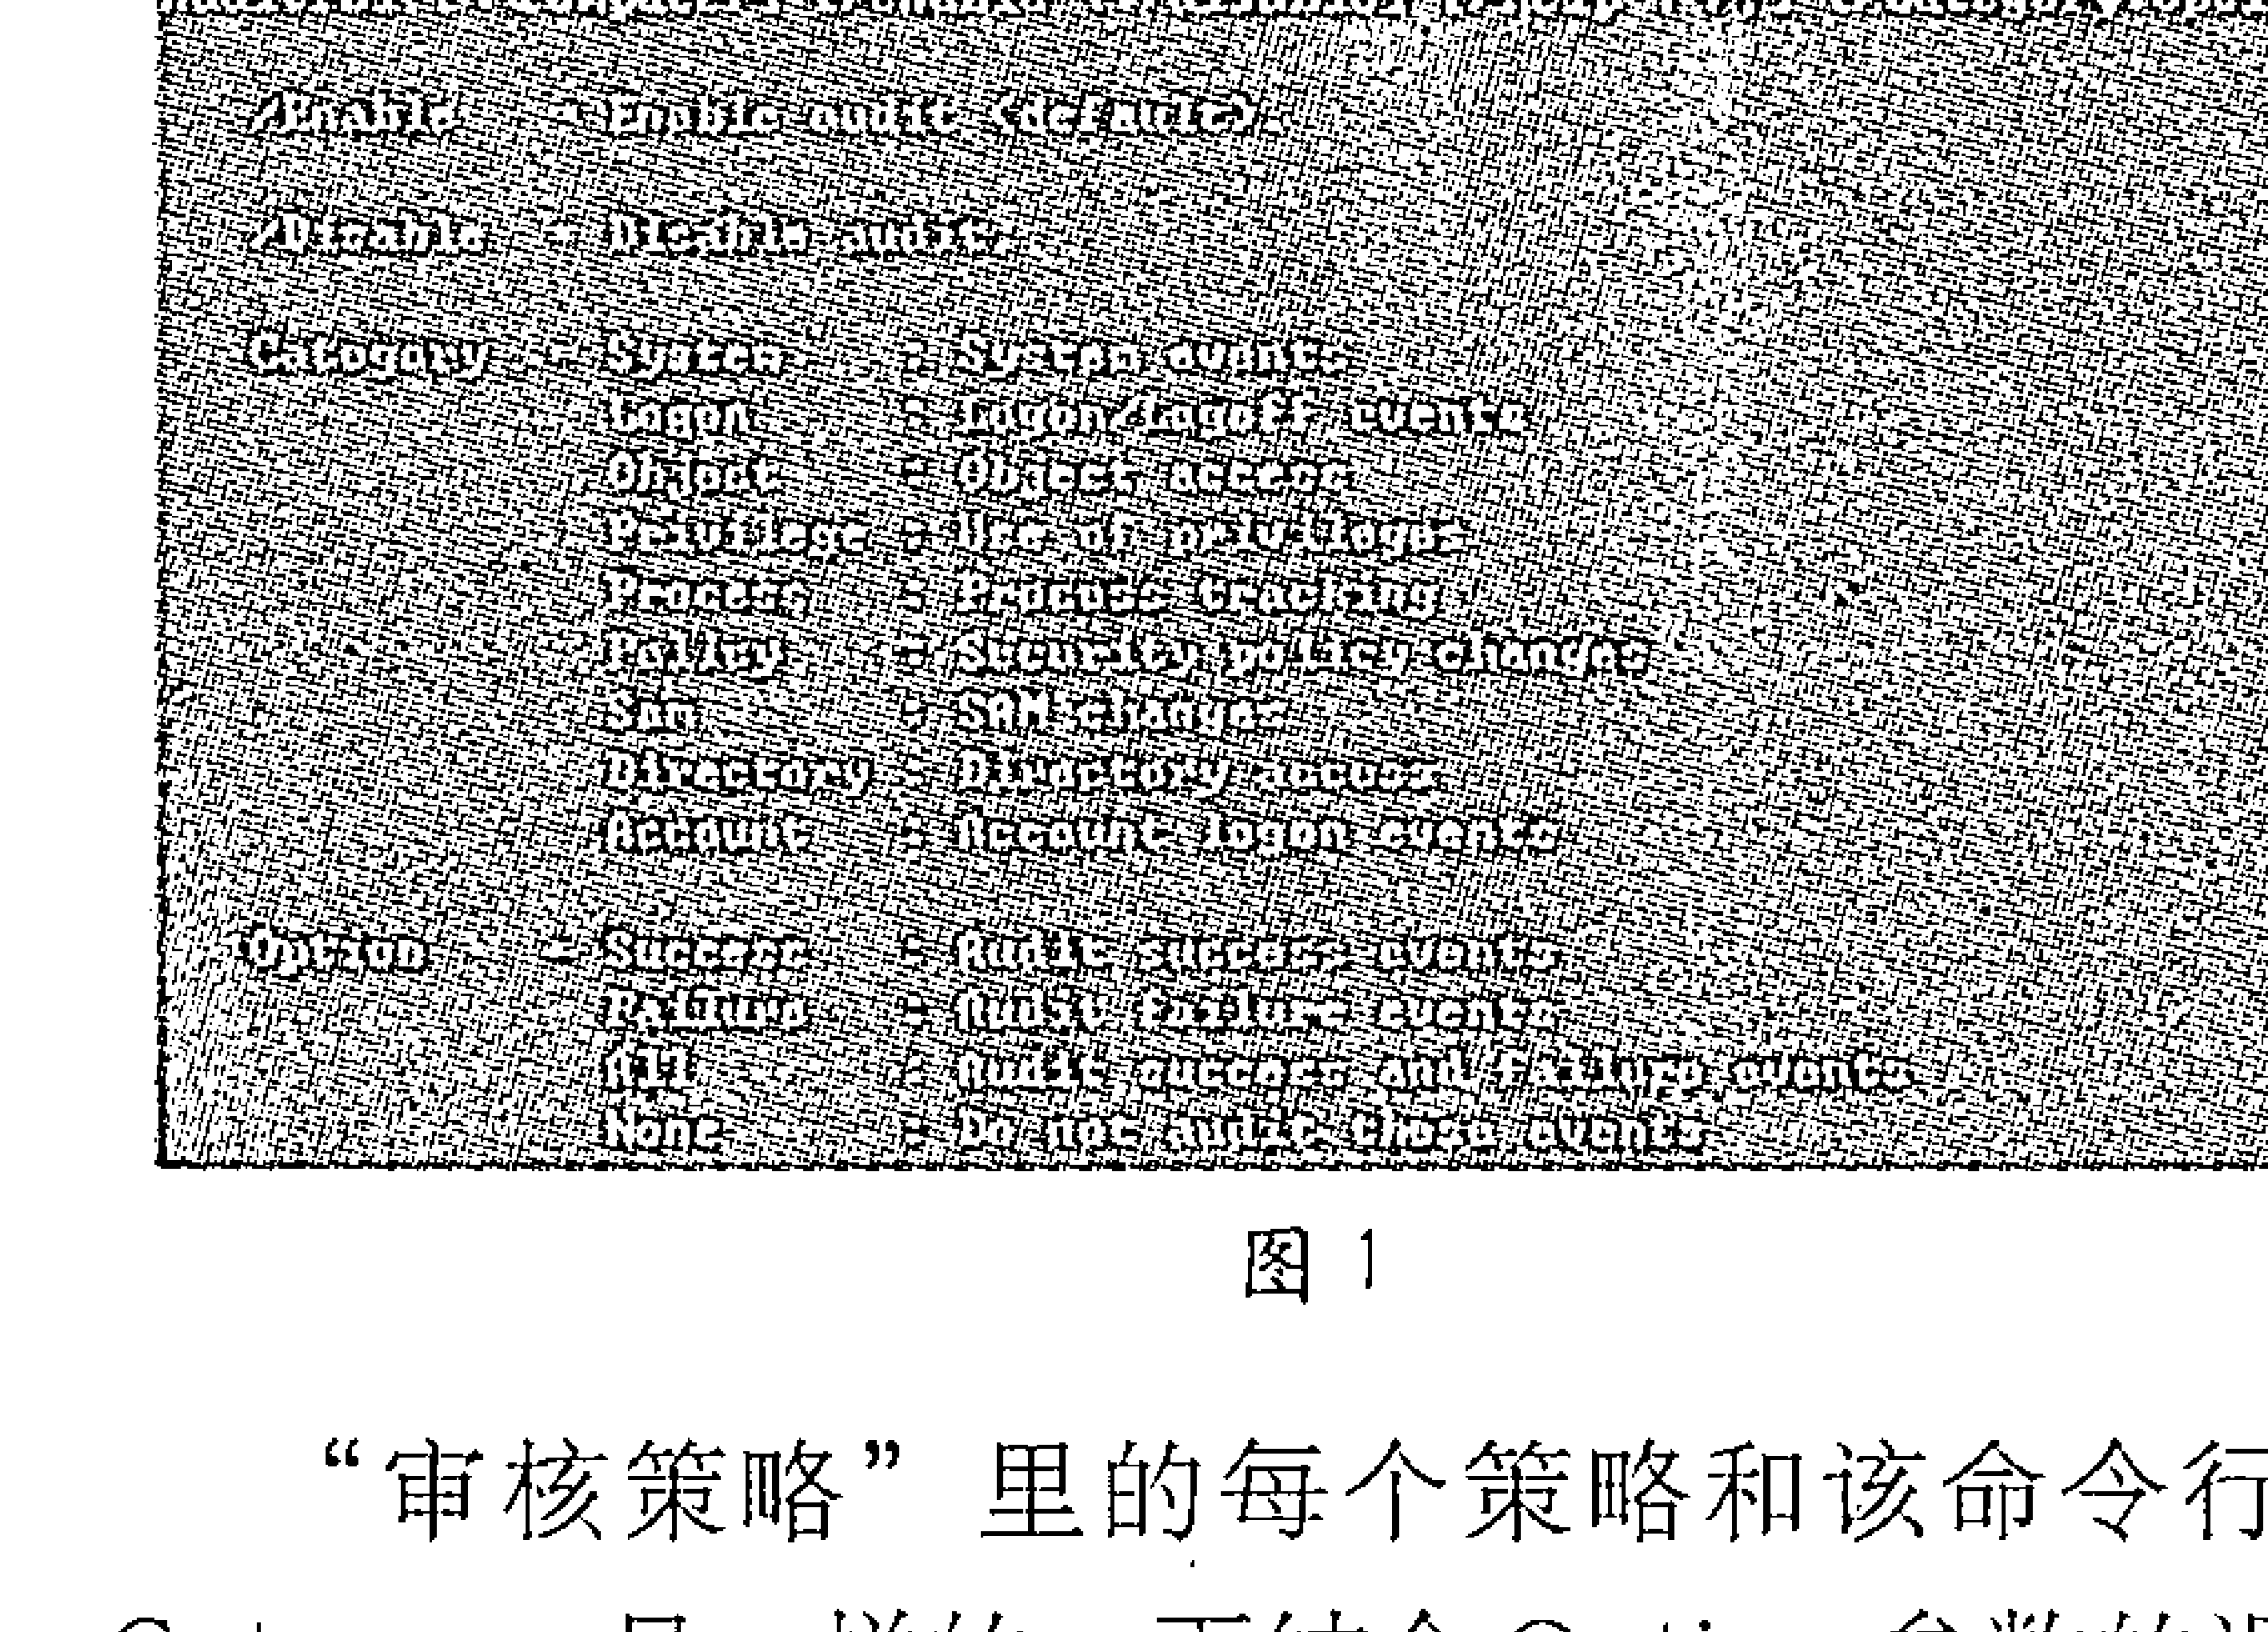 /Enable = Enable audit (default).
/Disable = Disable audit.
Category = System : System events
Logon : Logon/Logoff events
Object : Object access
Privilege : Use of privileges
Process : Process tracking
Policy : Security policy changes
Sam : SAM changes
Directory : Directory access
Account : Account logon events
Option = Success : Audit success events
Failure : Audit failure events
All : Audit success and failure events
None : Do not audit these events
图 1
“审核策略” 里的每个策略和该命令行